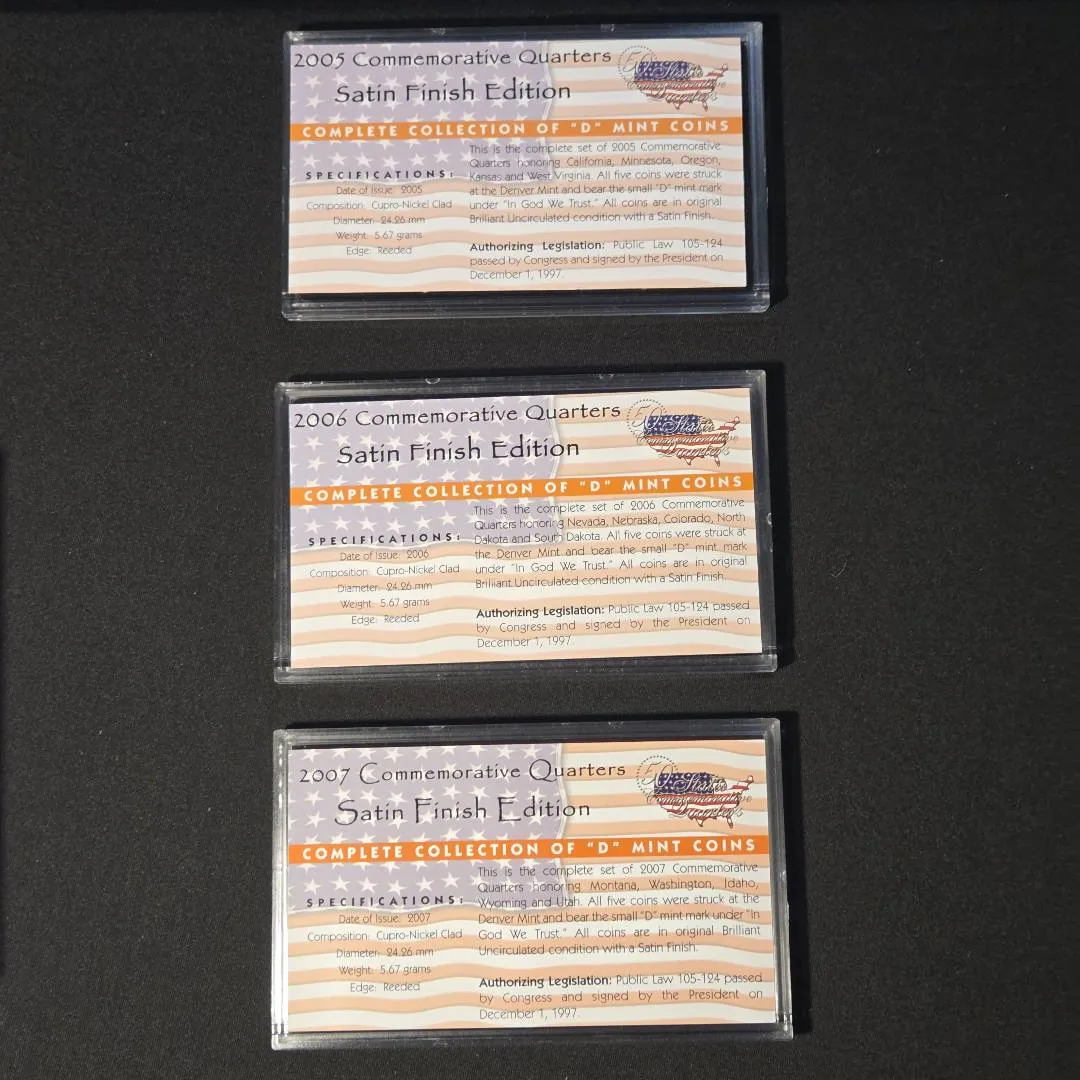 2005 Commemorative Quarters
Satin Finish Edition
50 State
Commemorative
Quarters
COMPLETE COLLECTION OF "D" MINT COINS
SPECIFICATIONS:
Date of Issue: 2005
Composition: Cupro-Nickel Clad
Diameter: 24.26 mm
Weight: 5.67 grams
Edge: Reeded
This is the complete set of 2005 Commemorative
Quarters honoring California, Minnesota, Oregon,
Kansas and West Virginia. All five coins were struck
at the Denver Mint and bear the small "D" mint mark
under "In God We Trust." All coins are in original
Brilliant Uncirculated condition with a Satin Finish.
Authorizing Legislation: Public Law 105-124
passed by Congress and signed by the President on
December 1, 1997.
2006 Commemorative Quarters
Satin Finish Edition
50 State
Commemorative
Quarters
COMPLETE COLLECTION OF "D" MINT COINS
SPECIFICATIONS:
Date of Issue: 2006
Composition: Cupro-Nickel Clad
Diameter: 24.26 mm
Weight: 5.67 grams
Edge: Reeded
This is the complete set of 2006 Commemorative
Quarters honoring Nevada, Nebraska, Colorado, North
Dakota and South Dakota. All five coins were struck at
the Denver Mint and bear the small "D" mint mark
under "In God We Trust." All coins are in original
Brilliant Uncirculated condition with a Satin Finish.
Authorizing Legislation: Public Law 105-124 passed
by Congress and signed by the President on
December 1, 1997.
2007 Commemorative Quarters
Satin Finish Edition
50 State
Commemorative
Quarters
COMPLETE COLLECTION OF "D" MINT COINS
SPECIFICATIONS:
Date of Issue: 2007
Composition: Cupro-Nickel Clad
Diameter: 24.26 mm
Weight: 5.67 grams
Edge: Reeded
This is the complete set of 2007 Commemorative
Quarters honoring Montana, Washington, Idaho,
Wyoming and Utah. All five coins were struck at the
Denver Mint and bear the small "D" mint mark under "In
God We Trust." All coins are in original Brilliant
Uncirculated condition with a Satin Finish.
Authorizing Legislation: Public Law 105-124 passed
by Congress and signed by the President on
December 1, 1997.